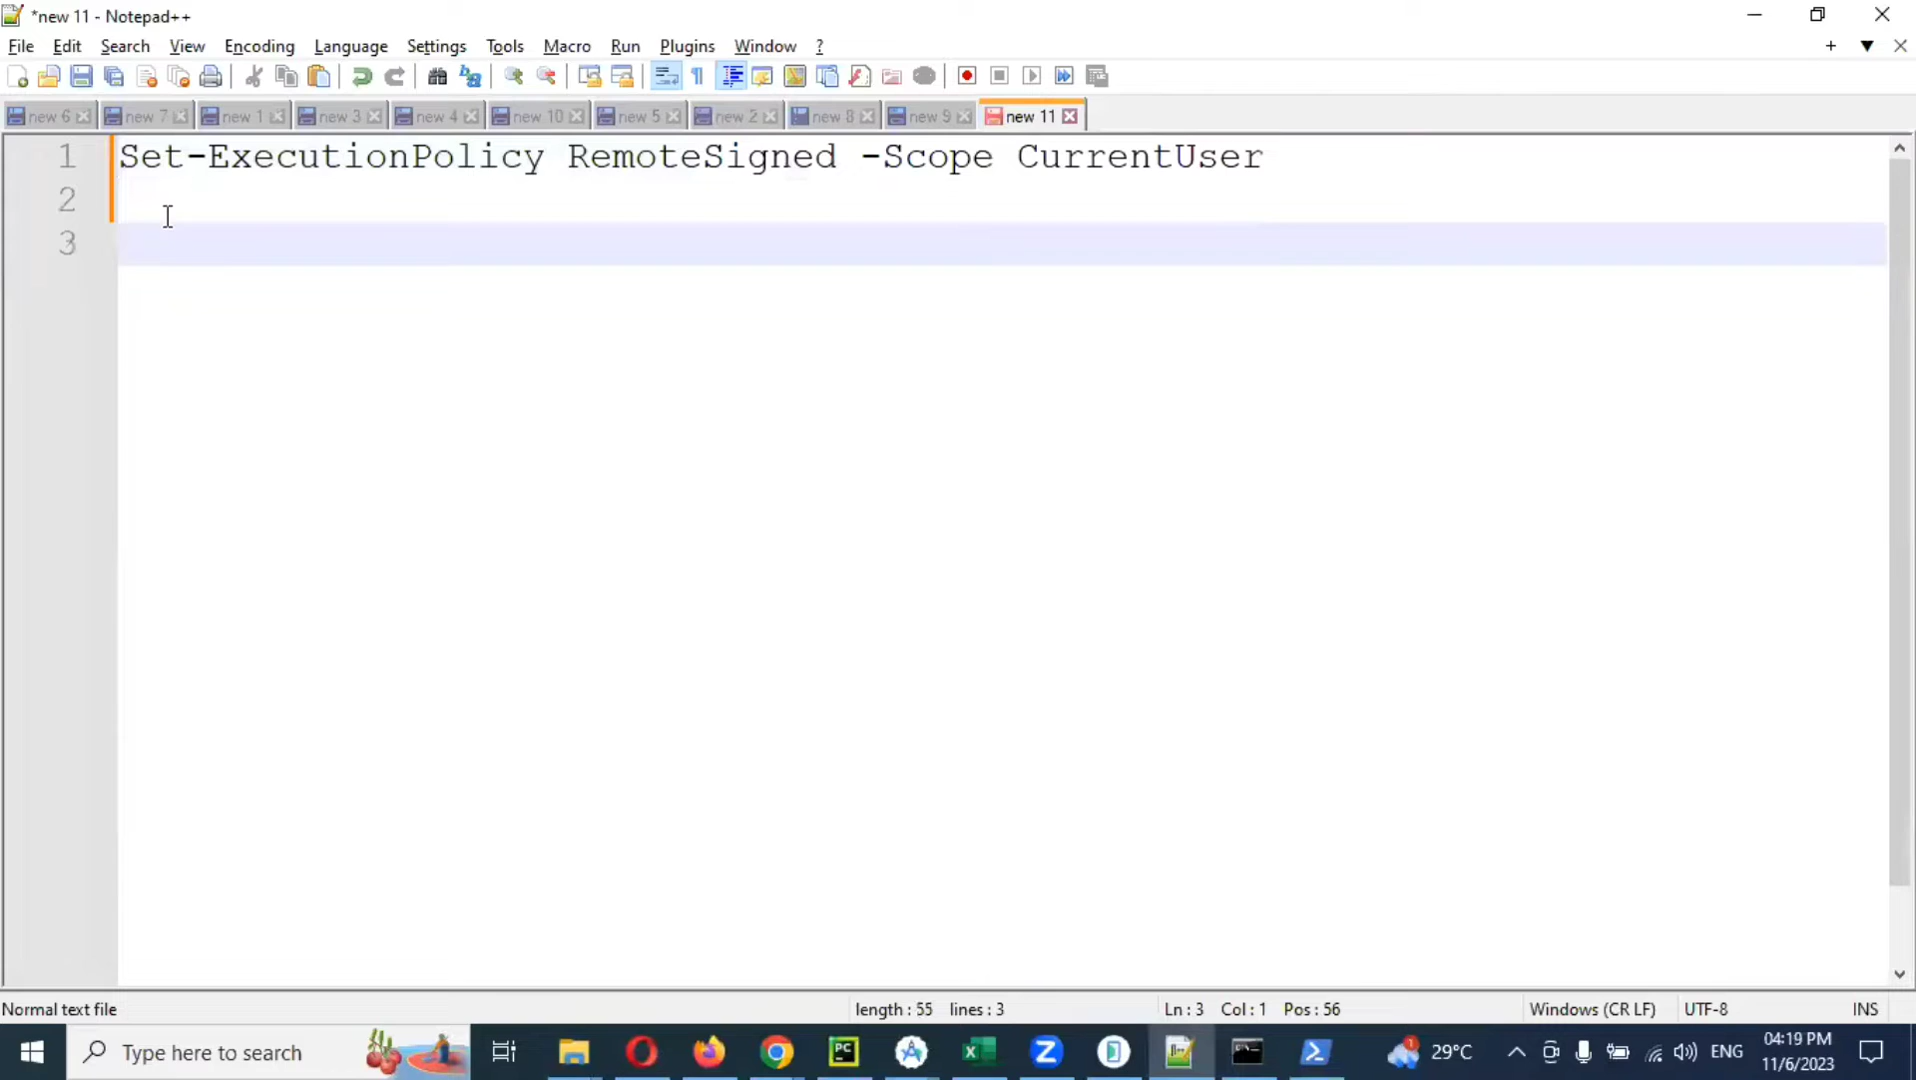 *new 11 - Notepad++
File Edit Search View Encoding Language Settings Tools Macro Run Plugins Window ?
new 6 new 7 new 1 new 3 new 4 new 10 new 5 new 2 new 8 new 9 new 11
1 Set-ExecutionPolicy RemoteSigned -Scope CurrentUser
2
3
Normal text file length : 55 lines : 3 Ln : 3 Col : 1 Pos : 56 Windows (CR LF) UTF-8 INS
Type here to search PC 29°C ENG 04:19 PM
11/6/2023